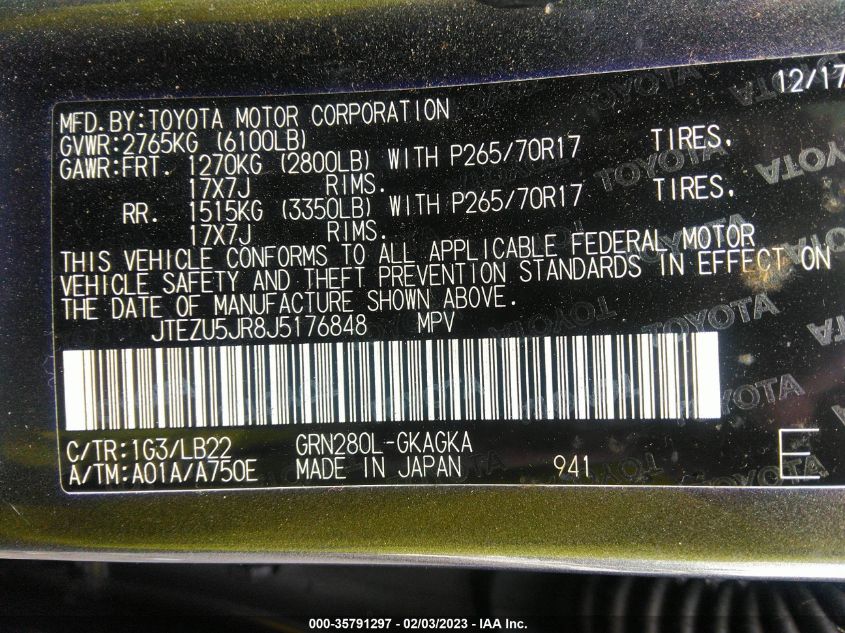 12/17
MFD.BY:TOYOTA MOTOR CORPORATION
GVWR:2765KG (6100LB)
GAWR:FRT. 1270KG (2800LB) WITH P265/70R17 TIRES,
17X7J RIMS.
RR. 1515KG (3350LB) WITH P265/70R17 TIRES,
17X7J RIMS.
THIS VEHICLE CONFORMS TO ALL APPLICABLE FEDERAL MOTOR
VEHICLE SAFETY AND THEFT PREVENTION STANDARDS IN EFFECT ON
THE DATE OF MANUFACTURE SHOWN ABOVE.
JTEZU5JR8J5176848 MPV
C/TR:1G3/LB22 GRN280L-GKAGKA
A/TM:A01A/A750E MADE IN JAPAN 941 E
TOYOTA
000-35791297 - 02/03/2023 - IAA Inc.